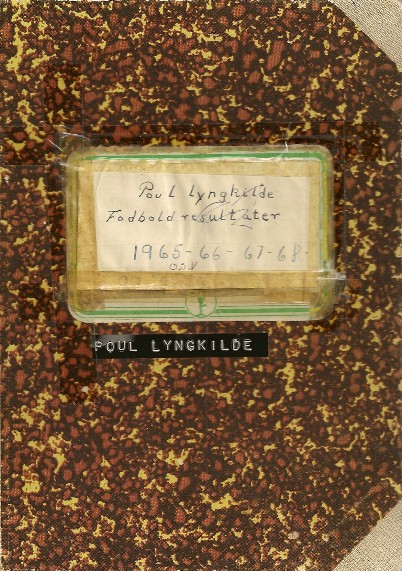 Poul Lyngkilde
Fodboldresultater
1965-66-67-68-
O.S.V
POUL LYNGKILDE